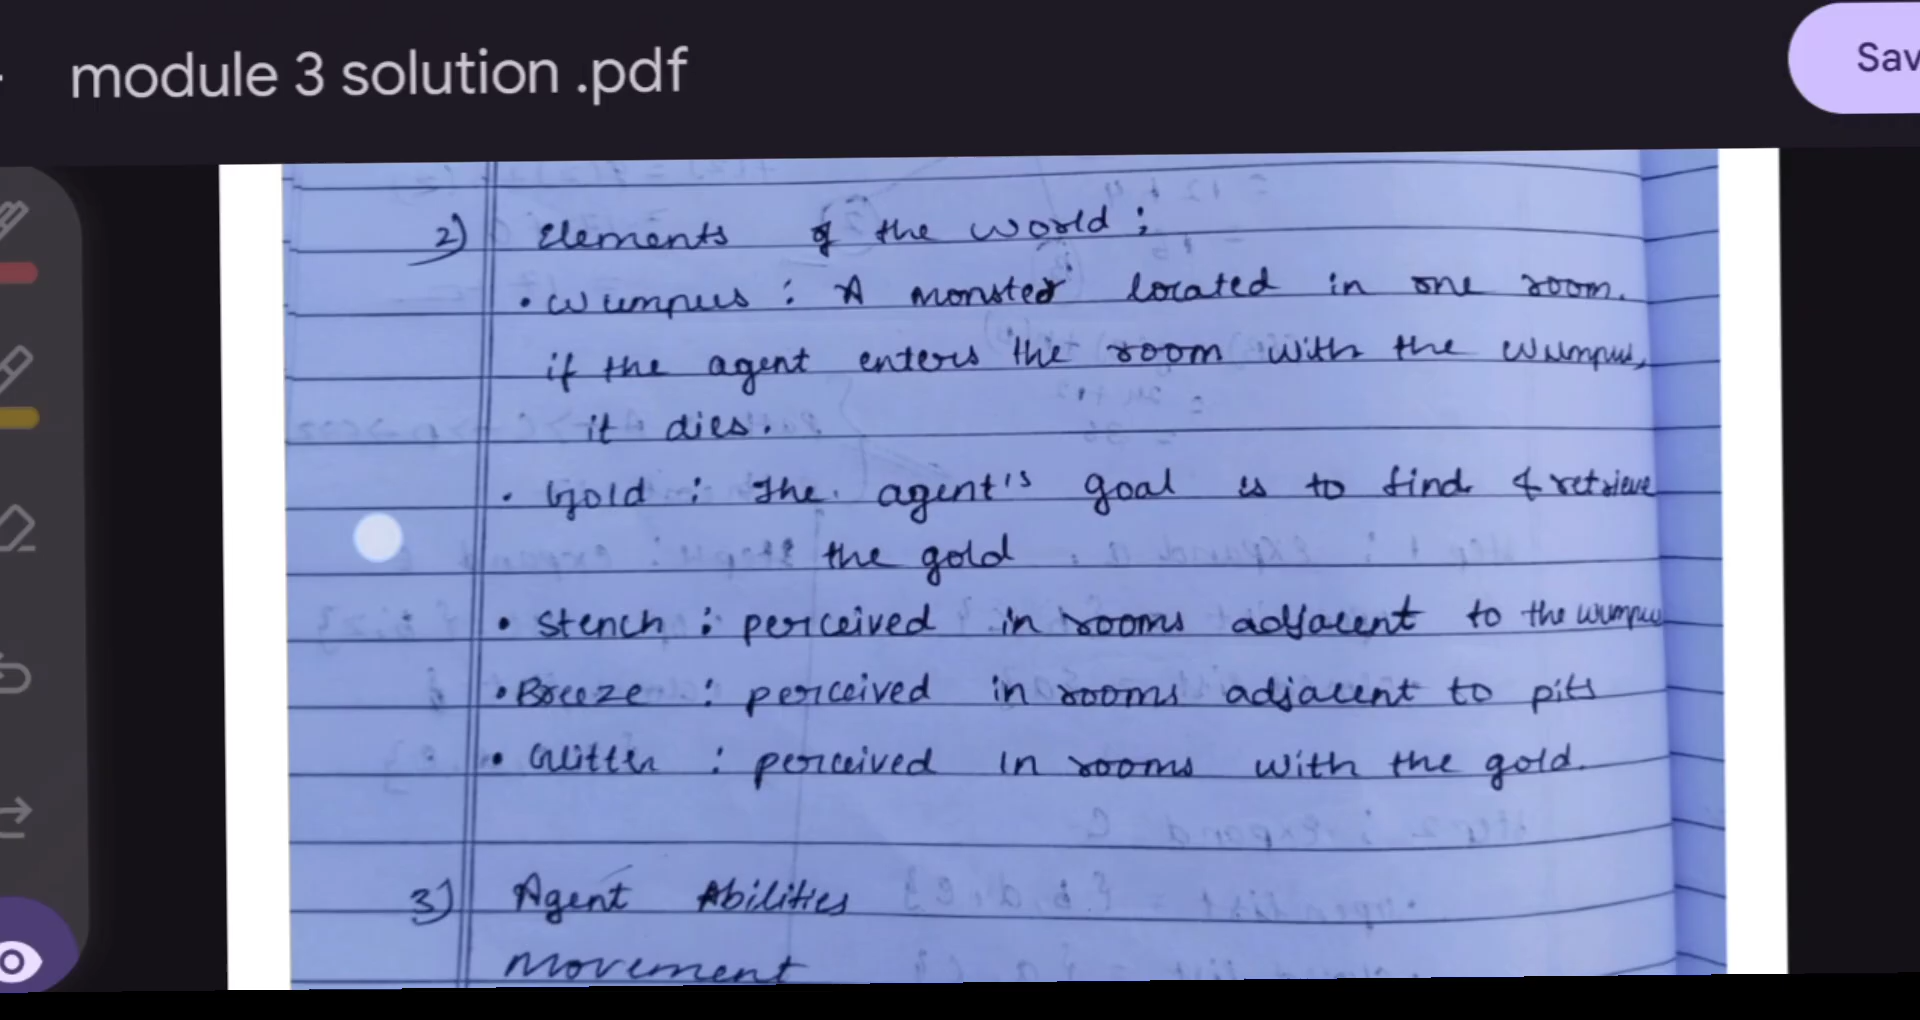 module 3 solution .pdf
Sav
2) Elements of the world :
• Wumpus : A monster located in one room.
if the agent enters the room with the Wumpus,
it dies.
• Gold : The agent's goal is to find & retrieve
the gold
• Stench : perceived in rooms adjacent to the wumpus
• Breeze : perceived in rooms adjacent to pits
• Glitter : perceived in rooms with the gold.
3) Agent Abilities
Movement